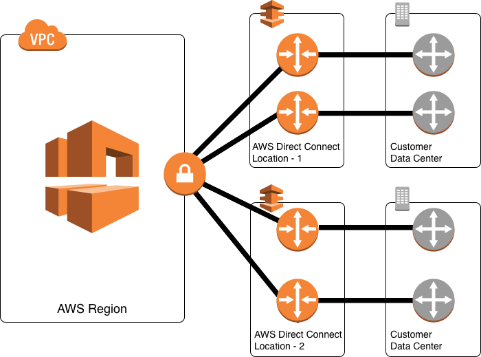 VPC
AWS Region
AWS Direct Connect
Location - 1
Customer
Data Center
AWS Direct Connect
Location - 2
Customer
Data Center